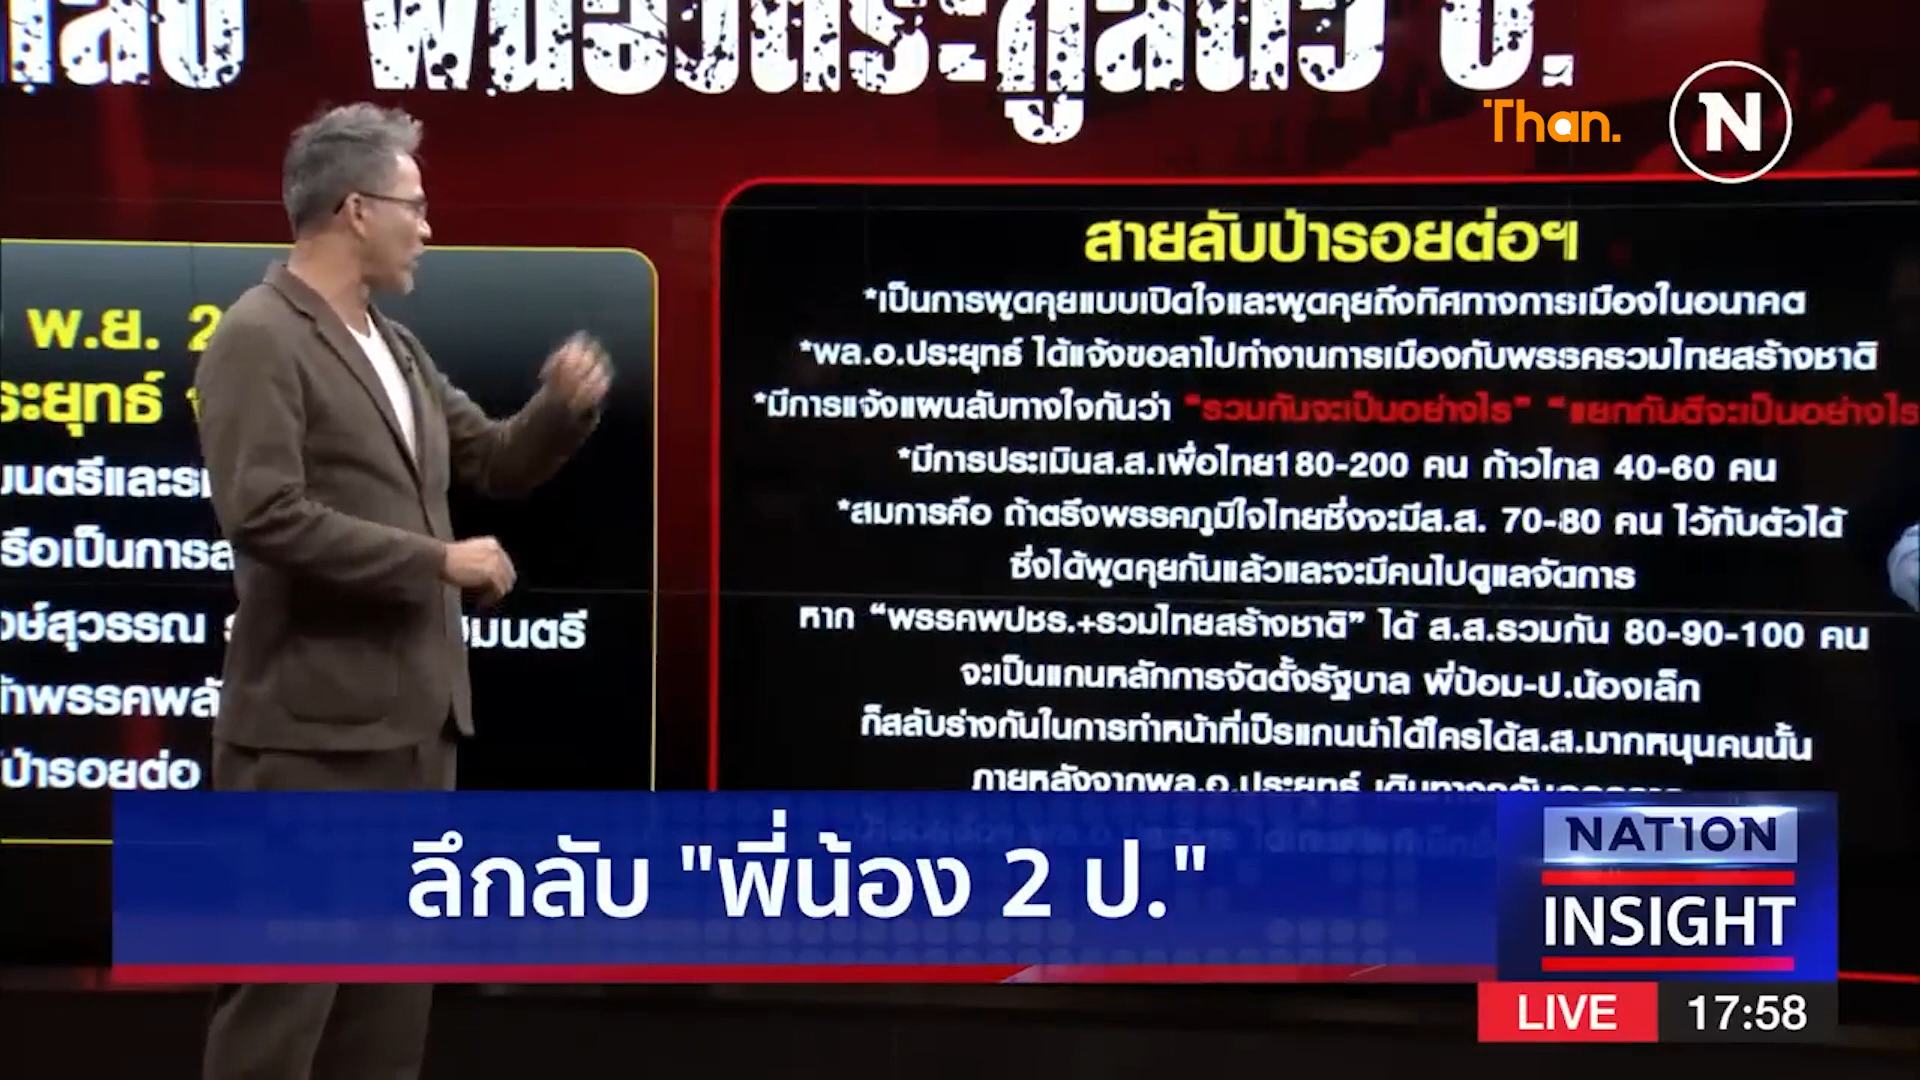 พี่น้องตระกูลตัว ป.
Than.
N
พ.ย. 2
ระยุทธ์
รือเป็นการส
งษ์สุวรรณ
มนตรี
ป่ารอยต่อ
สายลับป่ารอยต่อฯ
*เป็นการพูดคุยแบบเปิดใจและพูดคุยถึงทิศทางการเมืองในอนาคต
*พล.อ.ประยุทธ์ ได้แจ้งขอลาไปทำงานการเมืองกับพรรครวมไทยสร้างชาติ
*มีการแจ้งแผนลับทางใจกันว่า "รวมกันจะเป็นอย่างไร" "แยกกันตีจะเป็นอย่างไร
*มีการประเมินส.ส.เพื่อไทย180-200 คน ก้าวไกล 40-60 คน
*สมการคือ ถ้าตรึงพรรคภูมิใจไทยซึ่งจะมีส.ส. 70-80 คน ไว้กับตัวได้
ซึ่งได้พูดคุยกันแล้วและจะมีคนไปดูแลจัดการ
หาก "พรรคพปชร.+รวมไทยสร้างชาติ" ได้ ส.ส.รวมกัน 80-90-100 คน
จะเป็นแกนหลักการจัดตั้งรัฐบาล พี่ป้อม-ป.น้องเล็ก
ก็สลับร่างกันในการทำหน้าที่เป็รแกนนำได้ใครได้ส.ส.มากหนุนคนนั้น
ภายหลังจากพล.อ.ประยุทธ์
ลึกลับ "พี่น้อง 2 ป."
NATION
INSIGHT
LIVE 17:58